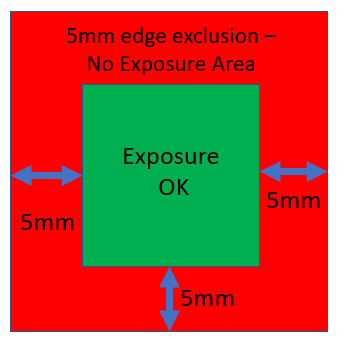 5mm edge exclusion –
No Exposure Area
Exposure
OK
5mm
5mm
5mm